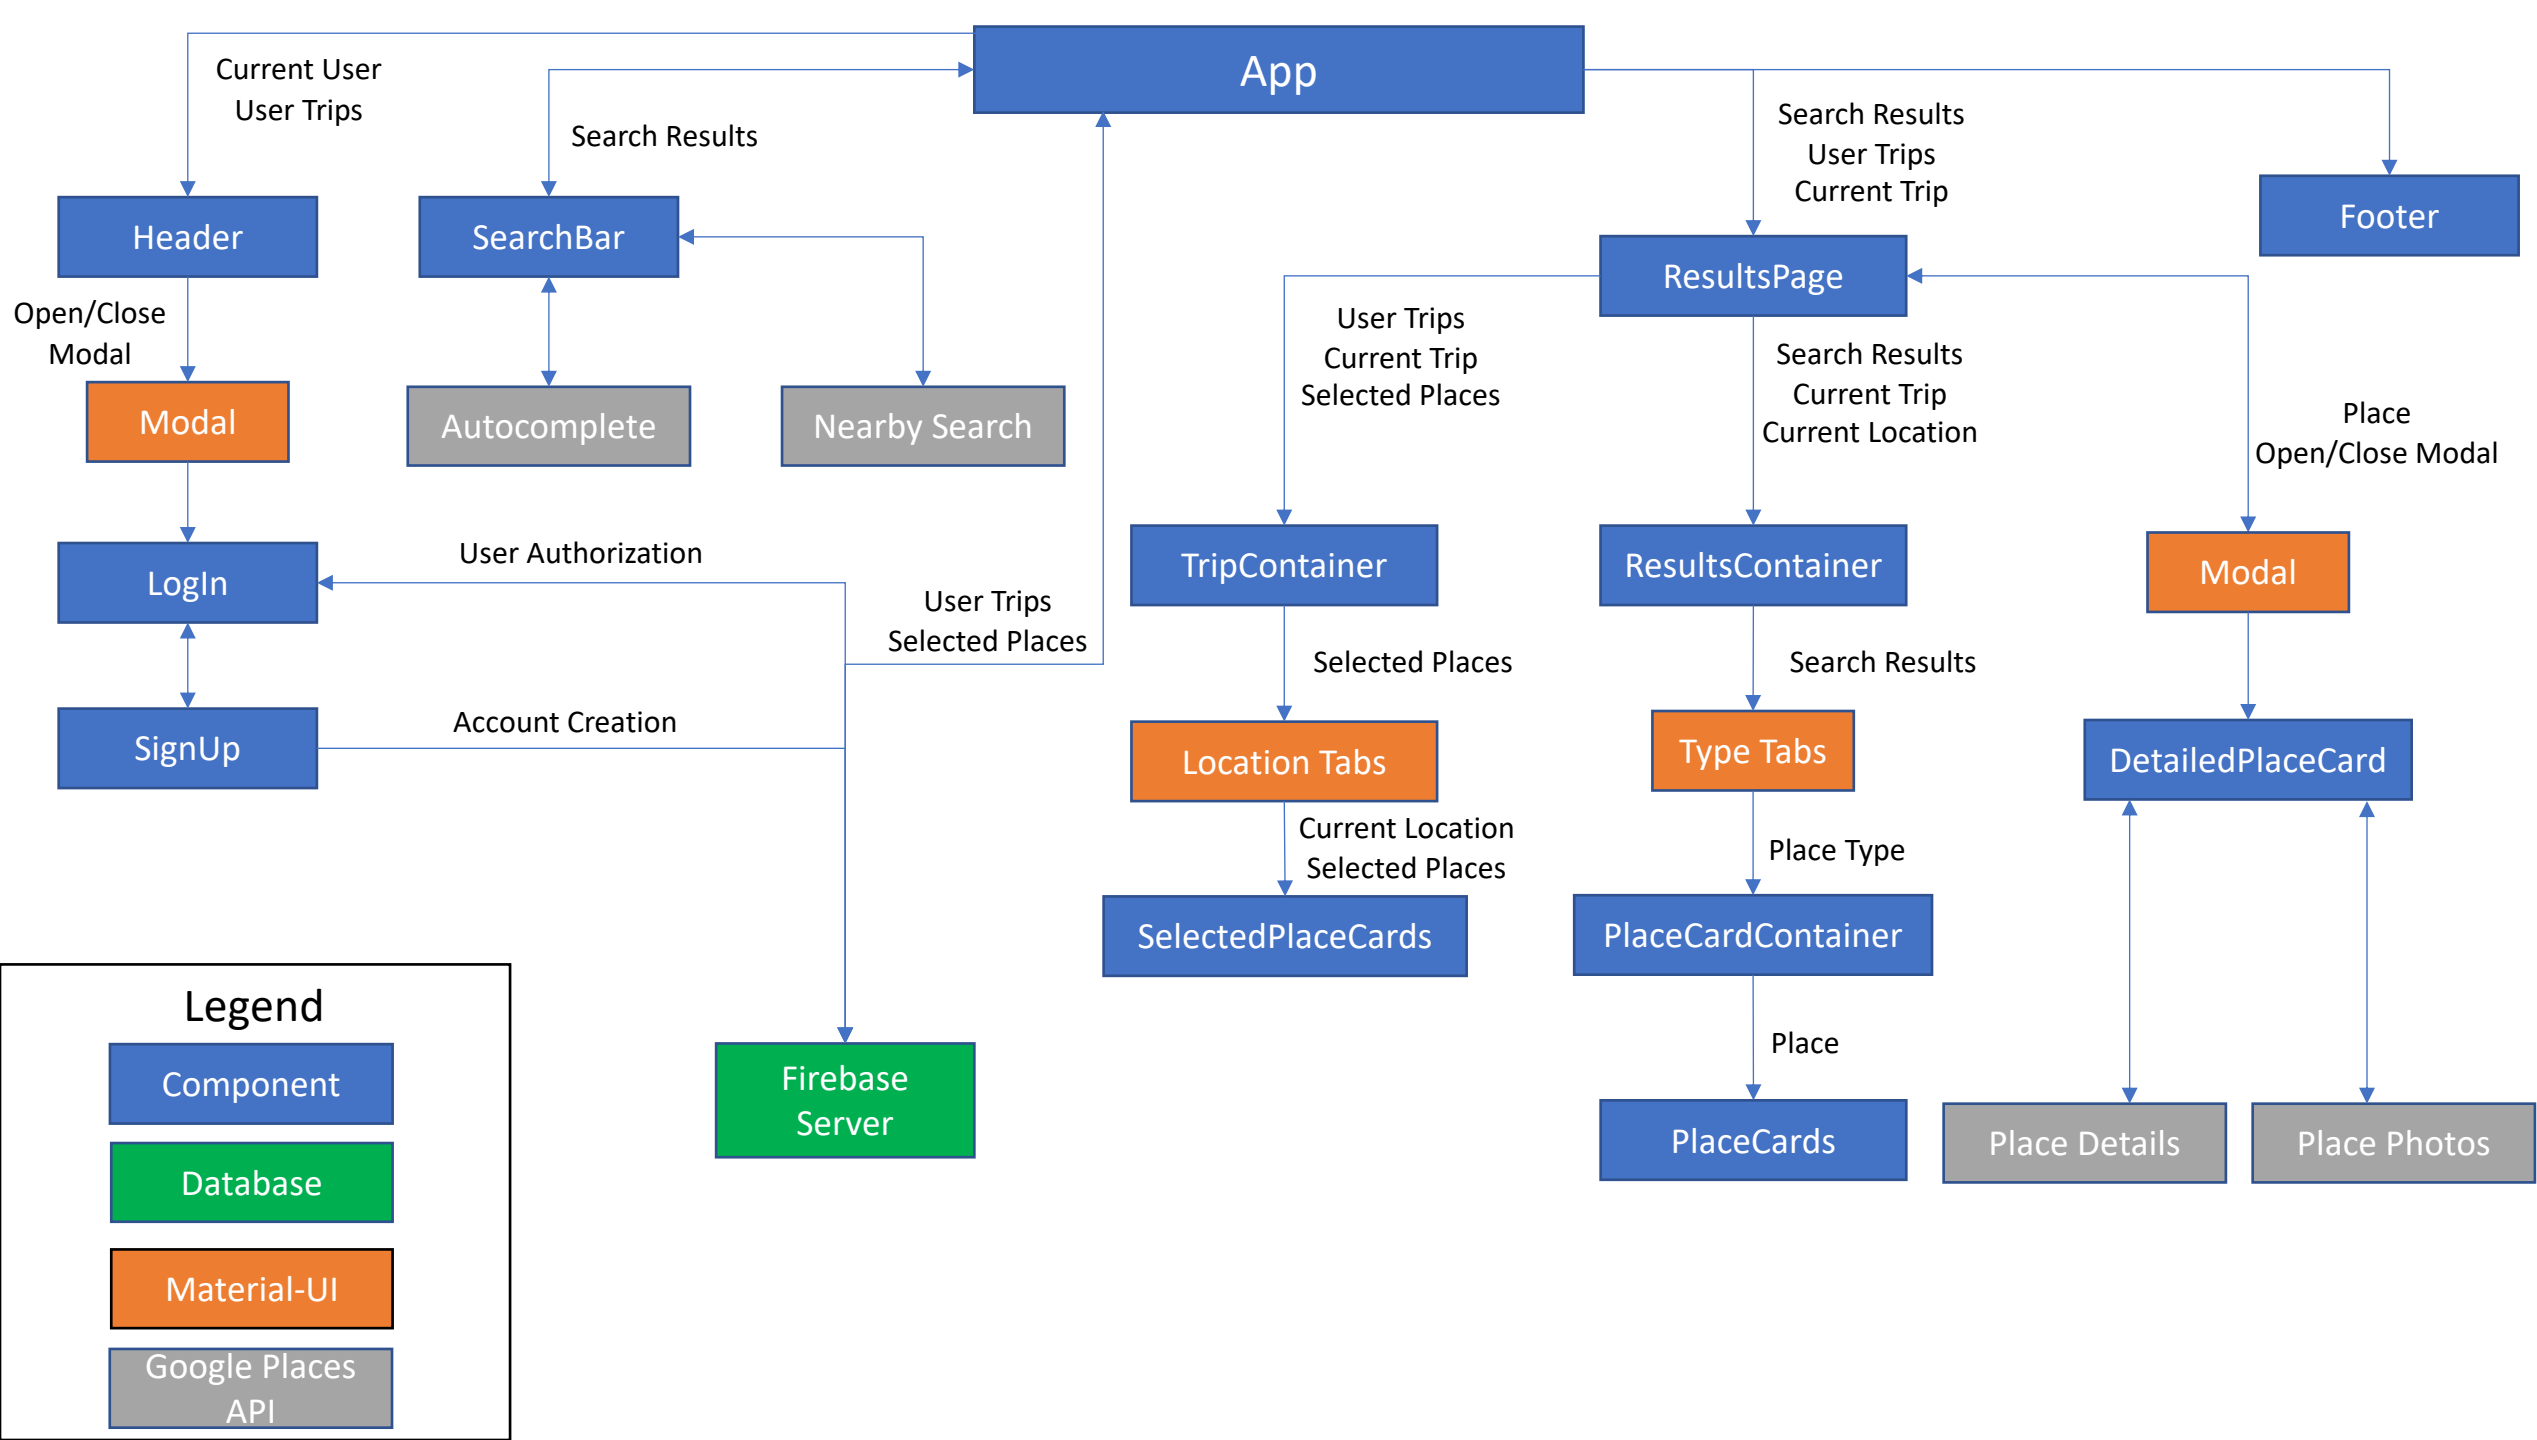 App
Current User
User Trips
Search Results
Search Results
User Trips
Current Trip
Header
SearchBar
Footer
ResultsPage
Open/Close
Modal
User Trips
Current Trip
Selected Places
Search Results
Current Trip
Current Location
Place
Open/Close Modal
Modal
Autocomplete
Nearby Search
User Authorization
LogIn
TripContainer
ResultsContainer
Modal
User Trips
Selected Places
Selected Places
Search Results
Account Creation
SignUp
Location Tabs
Type Tabs
DetailedPlaceCard
Current Location
Selected Places
Place Type
SelectedPlaceCards
PlaceCardContainer
Place
Firebase
Server
PlaceCards
Place Details
Place Photos
Legend
Component
Database
Material-UI
Google Places
API